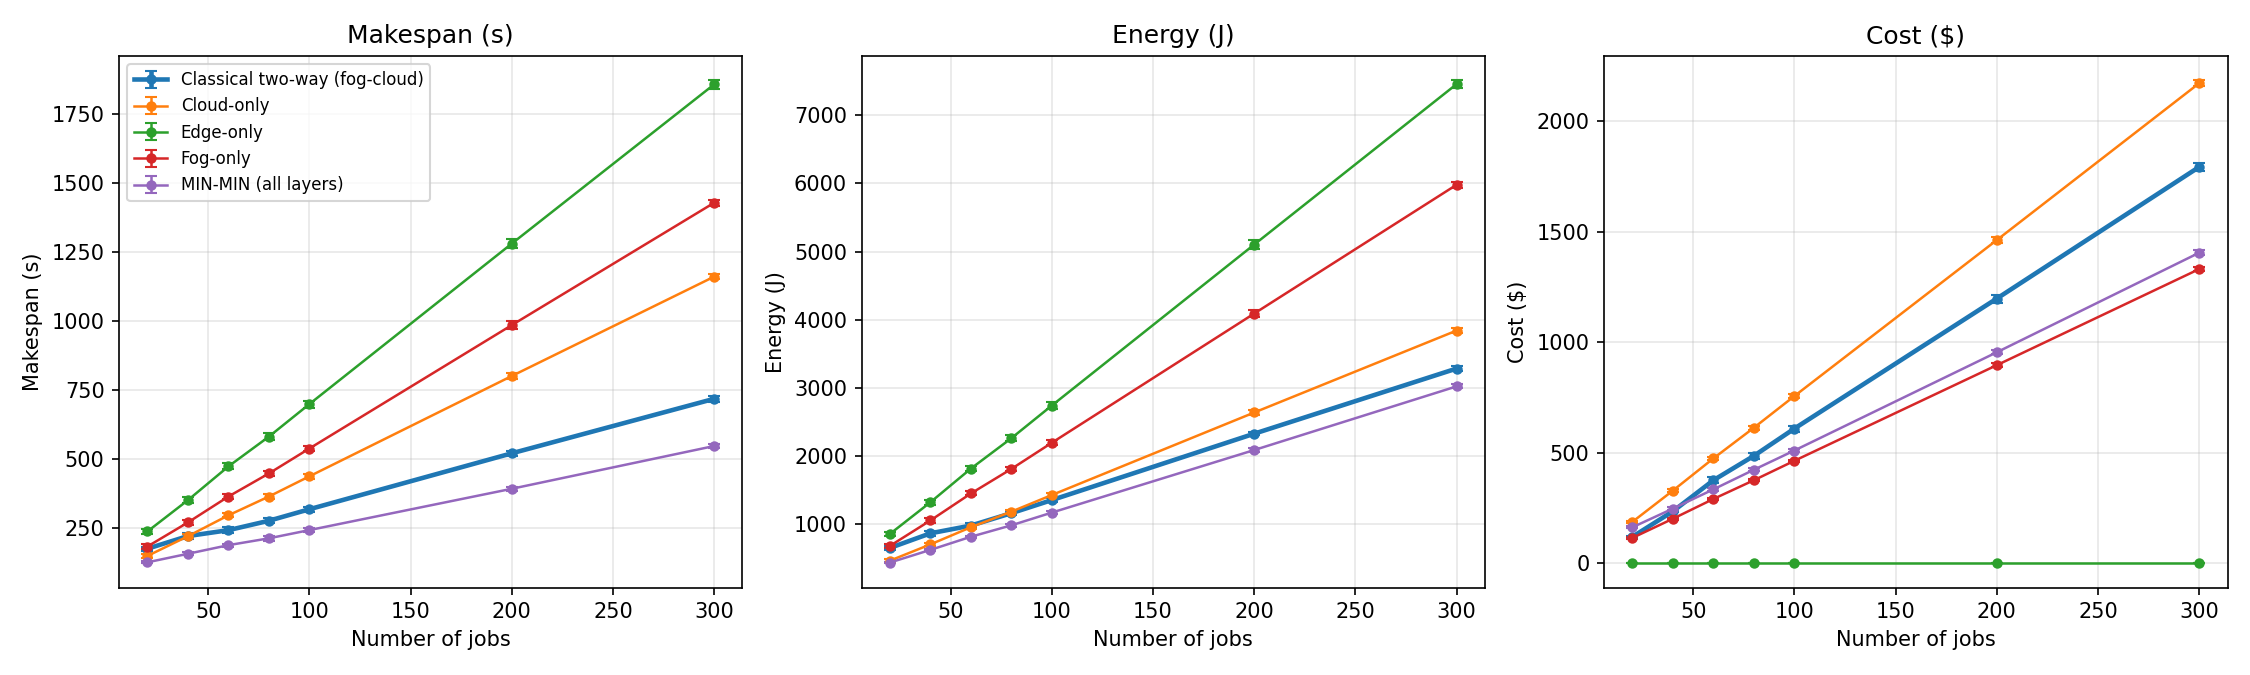 Makespan (s)
Makespan (s)
1750
1500
1250
1000
750
500
250
Classical two-way (fog-cloud)
Cloud-only
Edge-only
Fog-only
MIN-MIN (all layers)
50 100 150 200 250 300
Number of jobs
Energy (J)
Energy (J)
7000
6000
5000
4000
3000
2000
1000
50 100 150 200 250 300
Number of jobs
Cost ($)
Cost ($)
2000
1500
1000
500
0
50 100 150 200 250 300
Number of jobs